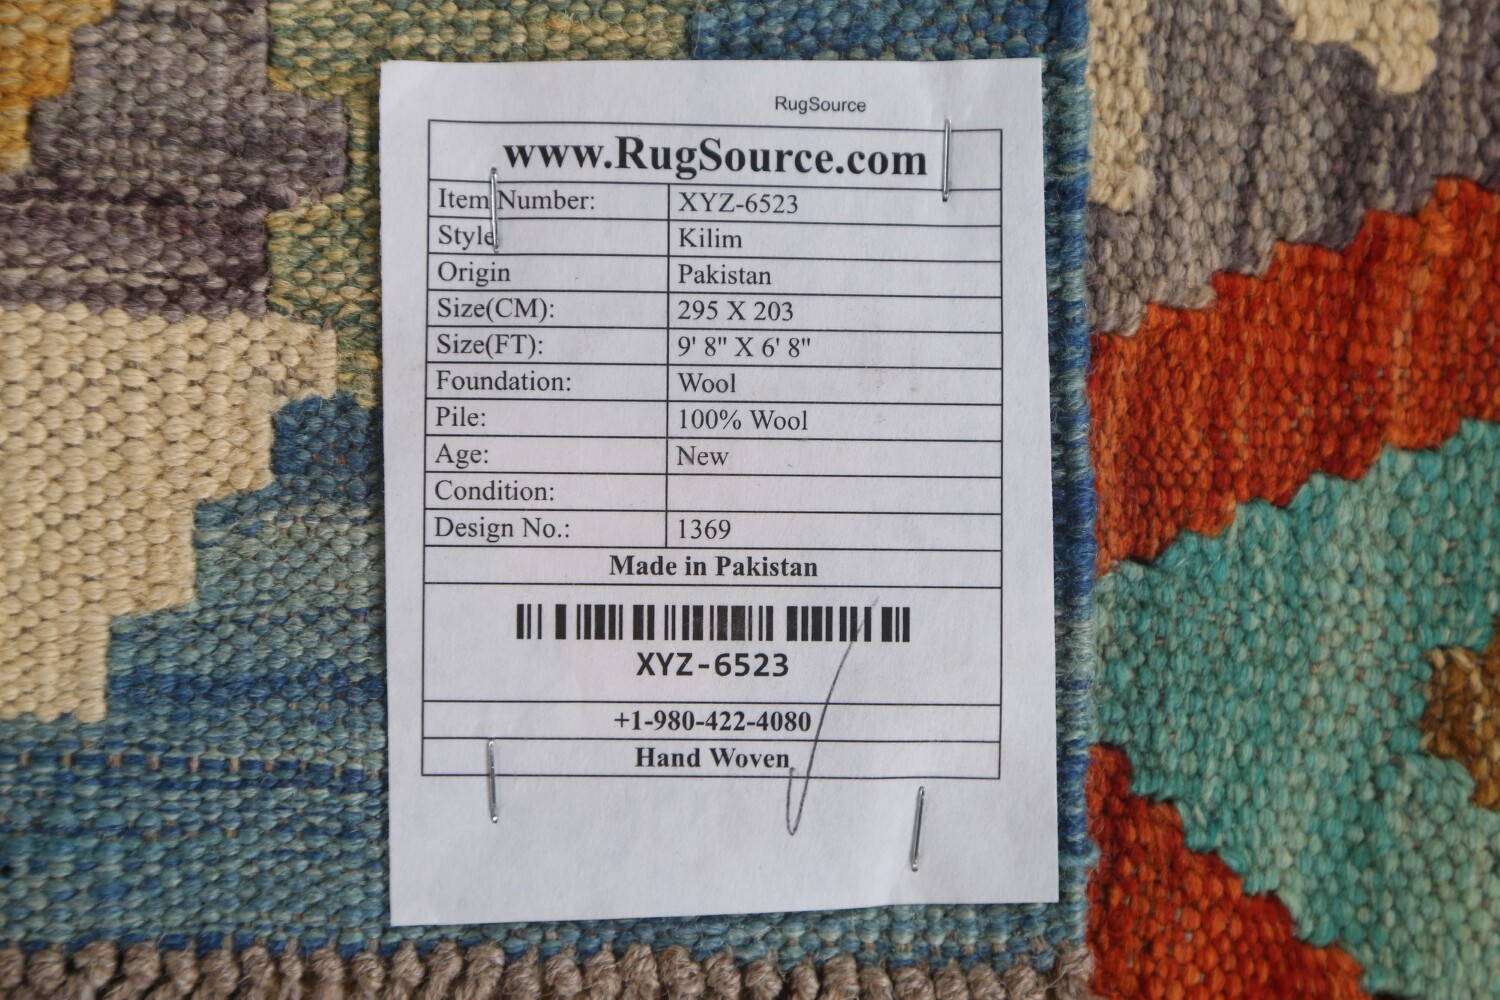 RugSource
www.RugSource.com
Item Number: XYZ-6523
Style Kilim
Origin Pakistan
Size(CM): 295 X 203
Size(FT): 9' 8" X 6' 8"
Foundation: Wool
Pile: 100% Wool
Age: New
Condition:
Design No.: 1369
Made in Pakistan
XYZ-6523
+1-980-422-4080
Hand Woven